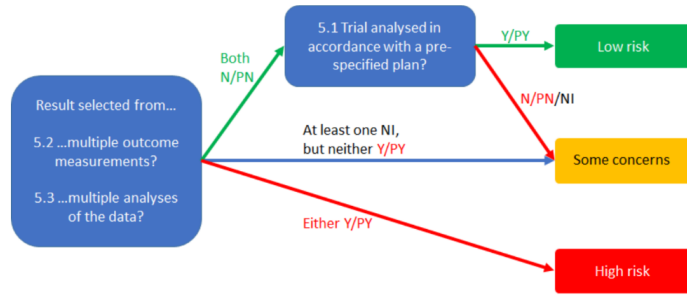 5.1 Trial analysed in
accordance with a pre-
specified plan?
Y/PY
Low risk
Both
N/PN
N/PN/NI
Result selected from...
5.2 ...multiple outcome
measurements?
5.3 ...multiple analyses
of the data?
At least one NI,
but neither Y/PY
Some concerns
Either Y/PY
High risk